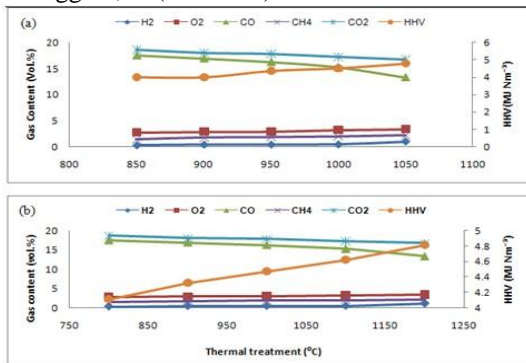 (a)
H2 O2 CO CH4 CO2 HHV
Gas Content (Vol.%)
20
15
10
5
0
6
5
4
3
2
1
0
HHV(MJ Nm⁻³)
800 850 900 950 1000 1050 1100
(b)
H2 O2 CO CH4 CO2 HHV
Gas content (vol.%)
20
15
10
5
0
5
4.8
4.6
4.4
4.2
4
HHV(MJ Nm⁻³)
750 850 950 1050 1150 1250
Thermal treatment (⁰C)